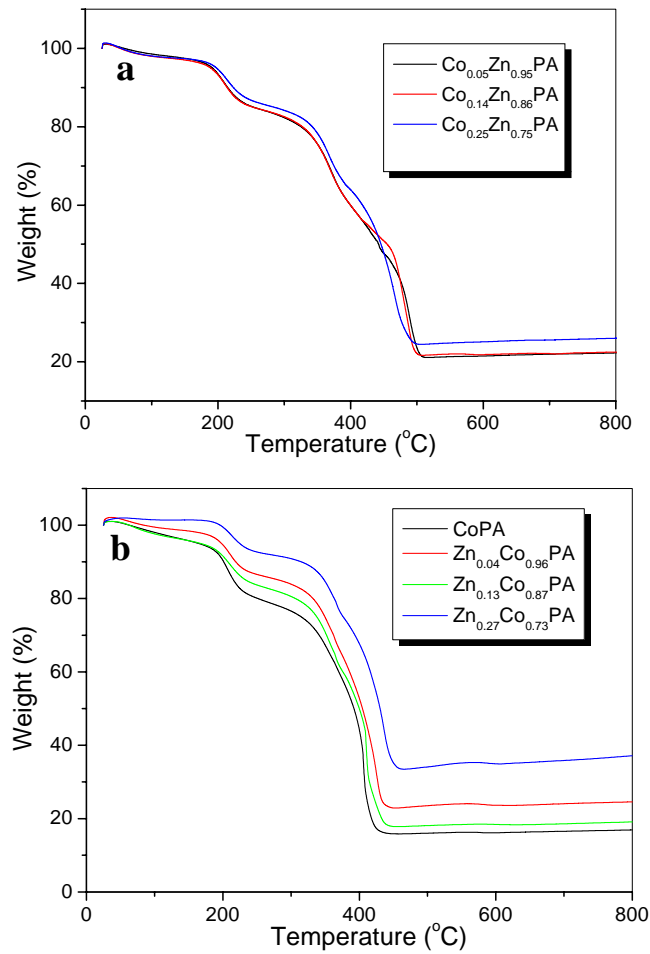 a
Co0.05Zn0.95PA
Co0.14Zn0.86PA
Co0.25Zn0.75PA
100
80
60
40
20
Weight (%)
0 200 400 600 800
Temperature (oC)
b
CoPA
Zn0.04Co0.96PA
Zn0.13Co0.87PA
Zn0.27Co0.73PA
100
80
60
40
20
0
Weight (%)
0 200 400 600 800
Temperature (oC)